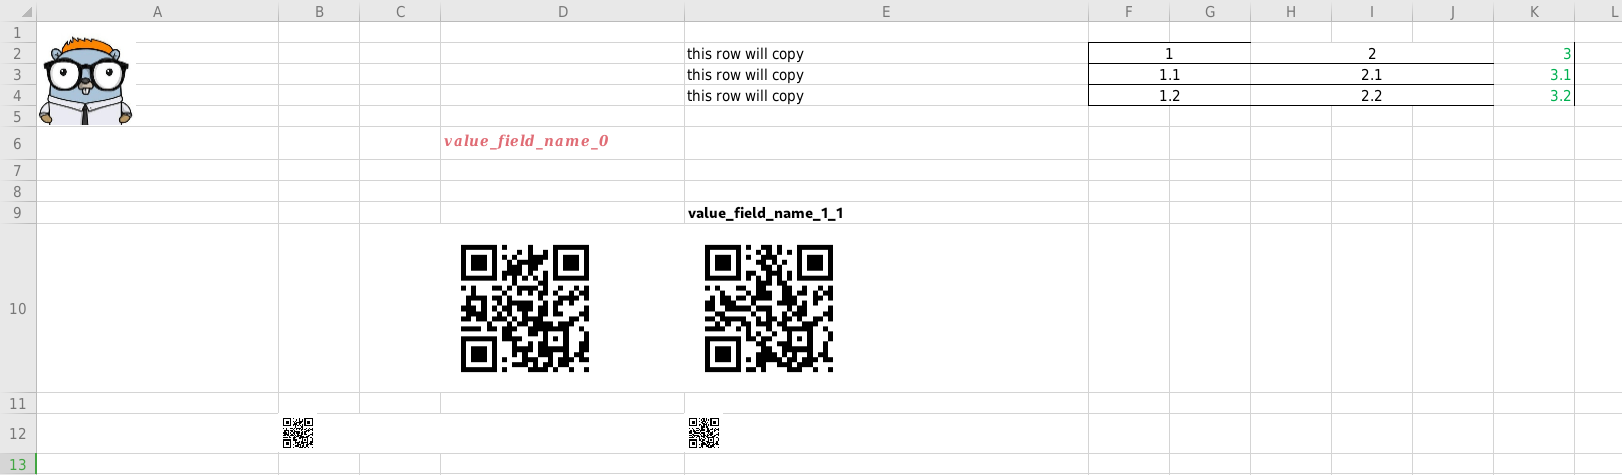 A B C D E F G H I J K L
1
2 this row will copy 1 2 3
3 this row will copy 1.1 2.1 3.1
4 this row will copy 1.2 2.2 3.2
5
6 value_field_name_0
7
8
9 value_field_name_1_1
10
11
12
13